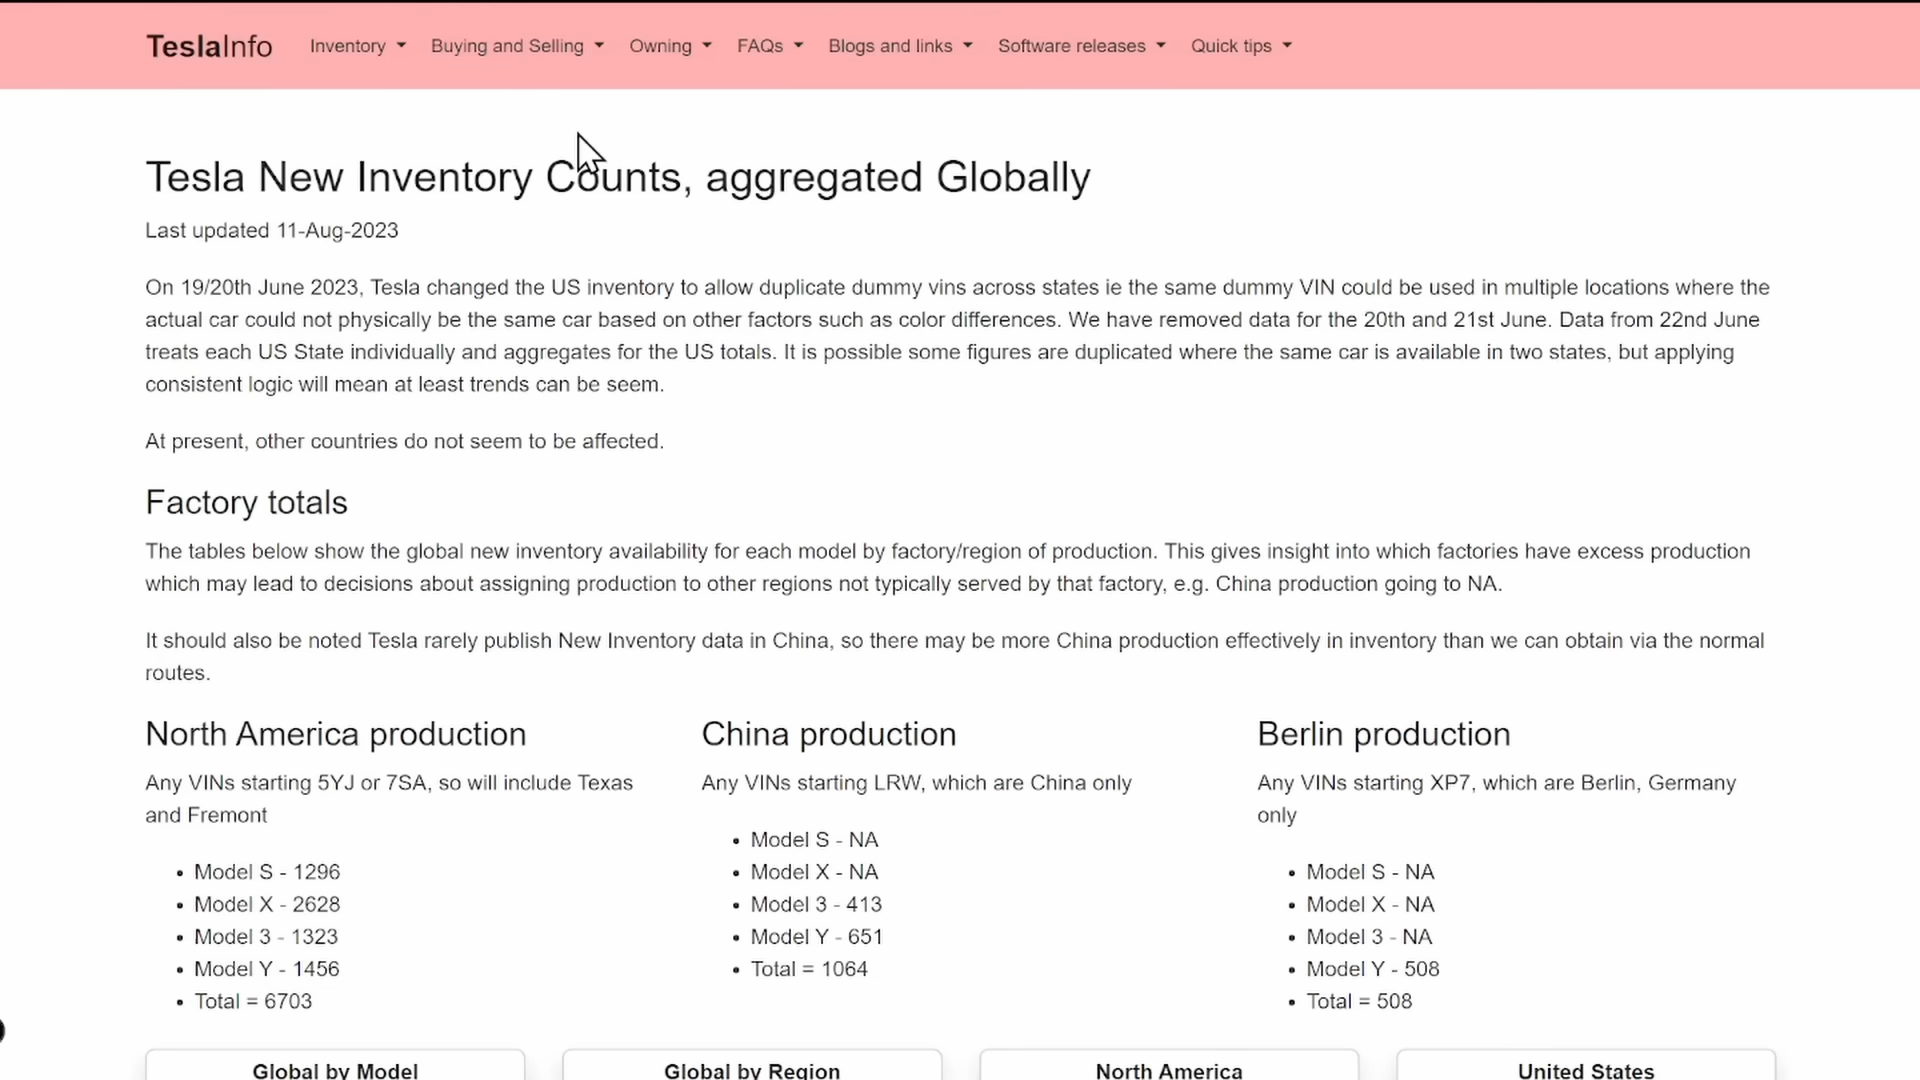 TeslaInfo Inventory Buying and Selling Owning FAQs Blogs and links Software releases Quick tips
Tesla New Inventory Counts, aggregated Globally
Last updated 11-Aug-2023
On 19/20th June 2023, Tesla changed the US inventory to allow duplicate dummy vins across states ie the same dummy VIN could be used in multiple locations where the
actual car could not physically be the same car based on other factors such as color differences. We have removed data for the 20th and 21st June. Data from 22nd June
treats each US State individually and aggregates for the US totals. It is possible some figures are duplicated where the same car is available in two states, but applying
consistent logic will mean at least trends can be seem.
At present, other countries do not seem to be affected.
Factory totals
The tables below show the global new inventory availability for each model by factory/region of production. This gives insight into which factories have excess production
which may lead to decisions about assigning production to other regions not typically served by that factory, e.g. China production going to NA.
It should also be noted Tesla rarely publish New Inventory data in China, so there may be more China production effectively in inventory than we can obtain via the normal
routes.
North America production
Any VINs starting 5YJ or 7SA, so will include Texas
and Fremont
• Model S - 1296
• Model X - 2628
• Model 3 - 1323
• Model Y - 1456
• Total = 6703
China production
Any VINs starting LRW, which are China only
• Model S - NA
• Model X - NA
• Model 3 - 413
• Model Y - 651
• Total = 1064
Berlin production
Any VINs starting XP7, which are Berlin, Germany
only
• Model S - NA
• Model X - NA
• Model 3 - NA
• Model Y - 508
• Total = 508
Global by Model
Global by Region
North America
United States